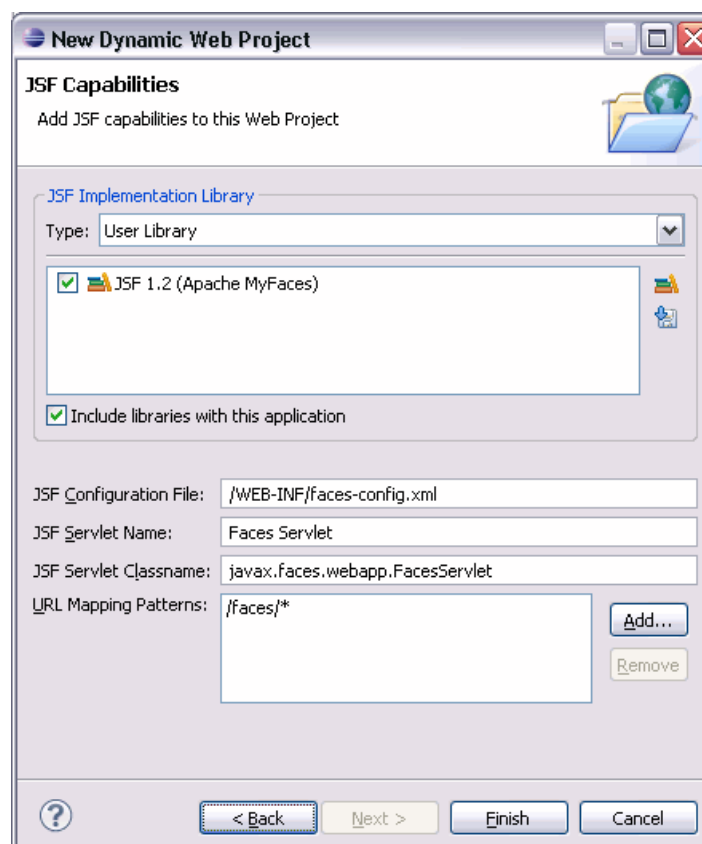 New Dynamic Web Project
JSF Capabilities
Add JSF capabilities to this Web Project
JSF Implementation Library
Type: User Library
JSF 1.2 (Apache MyFaces)
Include libraries with this application
JSF Configuration File: /WEB-INF/faces-config.xml
JSF Servlet Name: Faces Servlet
JSF Servlet Classname: javax.faces.webapp.FacesServlet
URL Mapping Patterns: /faces/*
Add...
Remove
? < Back Next > Finish Cancel